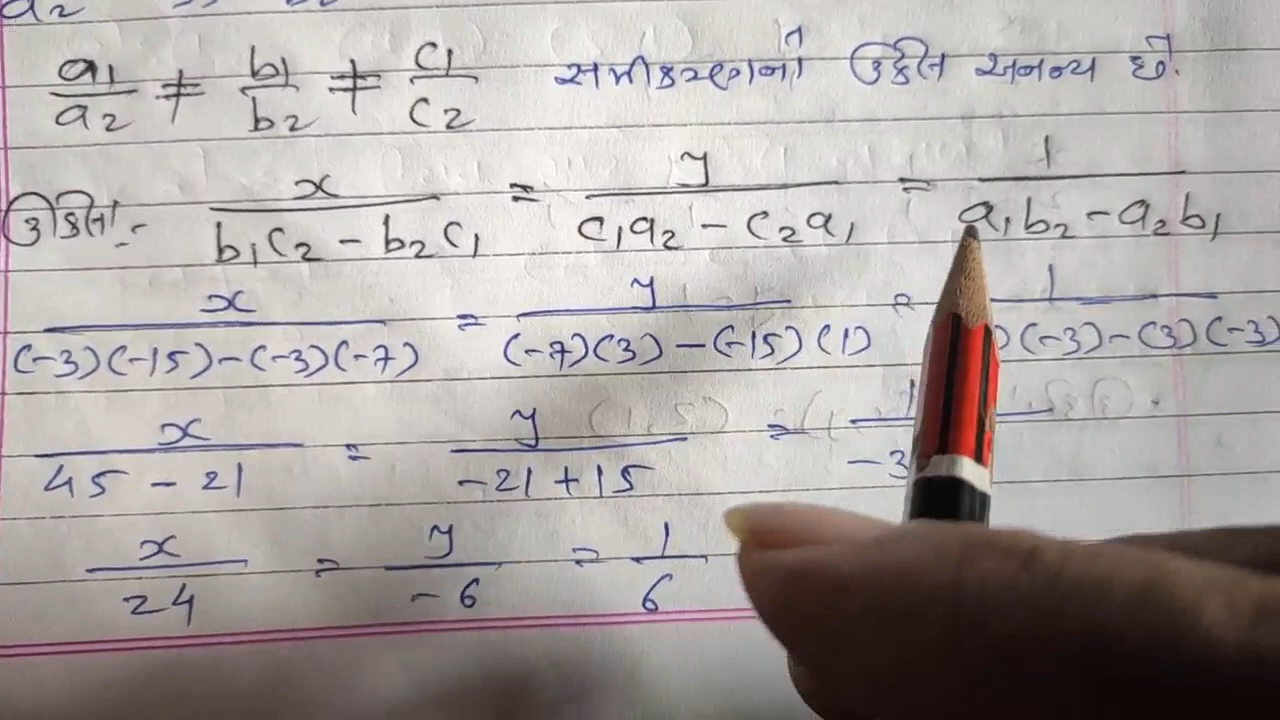 a₁/a₂ ≠ b₁/b₂ ≠ c₁/c₂ સમીકરણનો ઉકેલ અનન્ય છે.
ઉકેલ:- x/(b₁c₂ - b₂c₁) = y/(c₁a₂ - c₂a₁) = 1/(a₁b₂ - a₂b₁)
x/((-3)(-15) - (-3)(-7)) = y/((-7)(3) - (-15)(1)) = 1/()(-3) - (3)(-3)
x/(45 - 21) = y/(-21 + 15) = 1/(-3
x/24 = y/-6 = 1/6